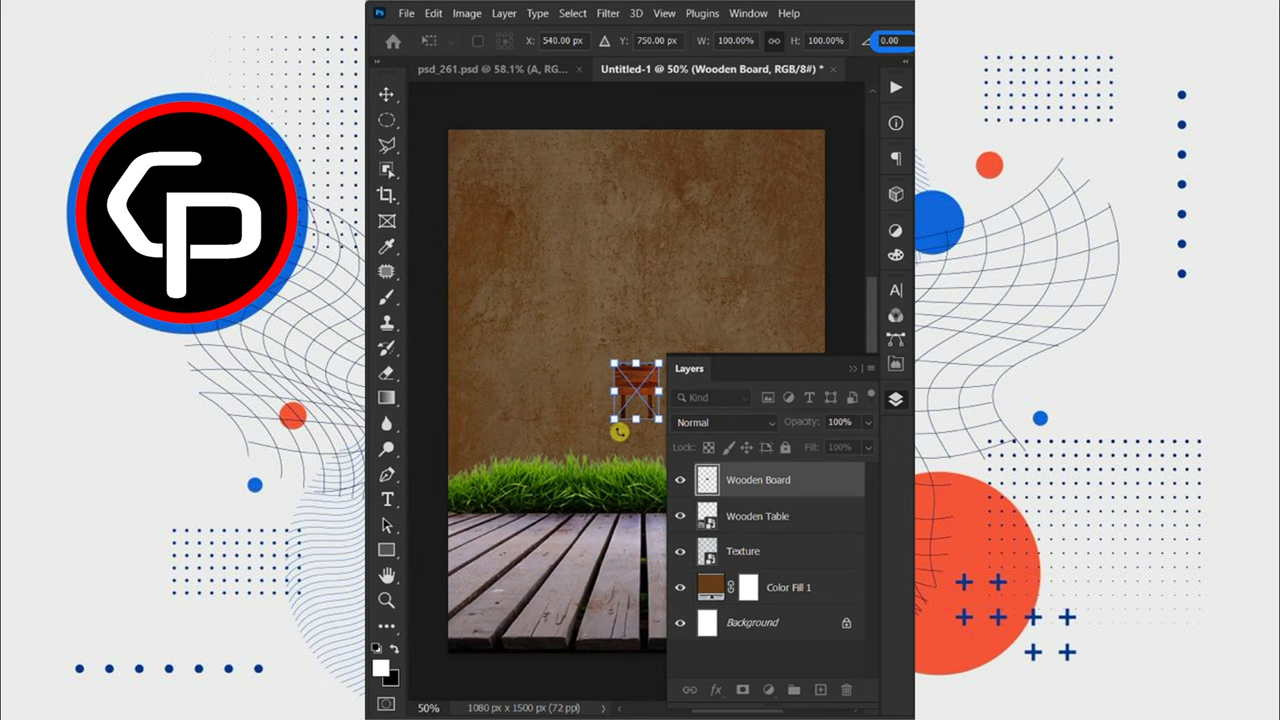 CP
Ps File Edit Image Layer Type Select Filter 3D View Plugins Window Help
X: 540.00 px Y: 750.00 px W: 100.00% H: 100.00% 0.00
psd_261.psd @ 58.1% (A, RG... × Untitled-1 @ 50% (Wooden Board, RGB/8#) * ×
Layers
Kind
Normal Opacity: 100%
Lock: Fill: 100%
Wooden Board
Wooden Table
Texture
Color Fill 1
Background
fx
50% 1080 px x 1500 px (72 ppi)